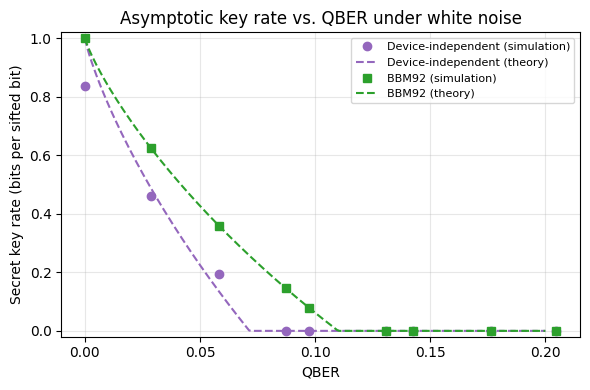 Asymptotic key rate vs. QBER under white noise
Device-independent (simulation)
Device-independent (theory)
BBM92 (simulation)
BBM92 (theory)
Secret key rate (bits per sifted bit)
1.0
0.8
0.6
0.4
0.2
0.0
0.00
0.05
0.10
0.15
0.20
QBER